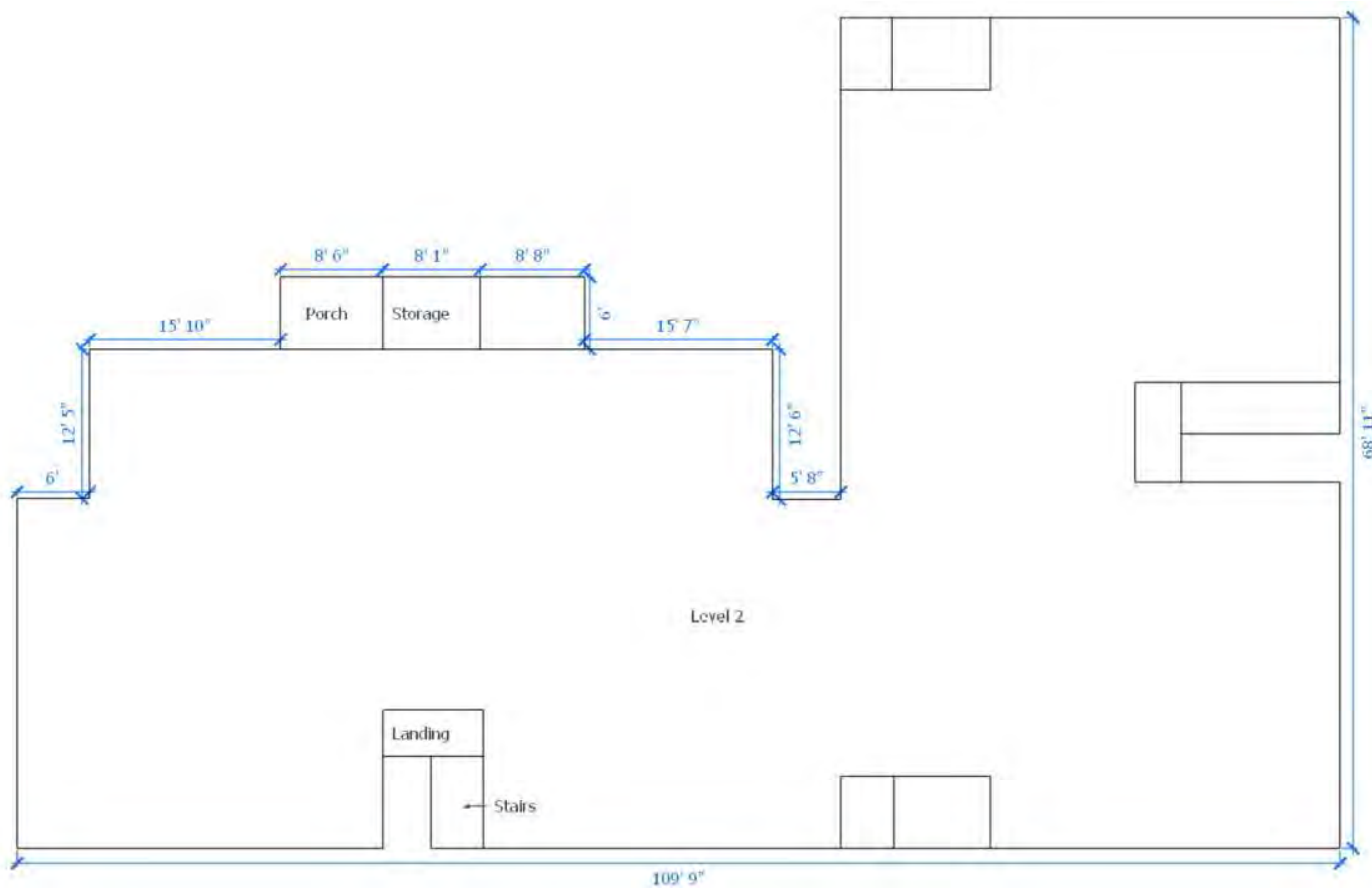 8' 6"
8' 1"
8' 8"
Porch
Storage
6'
15' 10"
15' 7"
12' 5"
12' 6"
6'
5' 8"
68' 11"
Level 2
Landing
Stairs
109' 9"